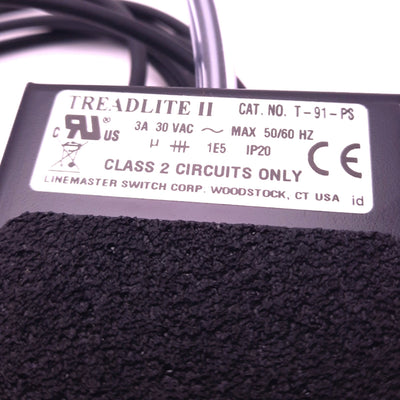 TREADLITE II CAT. NO. T-91-PS
c RU US 3A 30 VAC ~ MAX 50/60 HZ
µ 1E5 IP20 CE
CLASS 2 CIRCUITS ONLY
LINEMASTER SWITCH CORP. WOODSTOCK, CT USA id